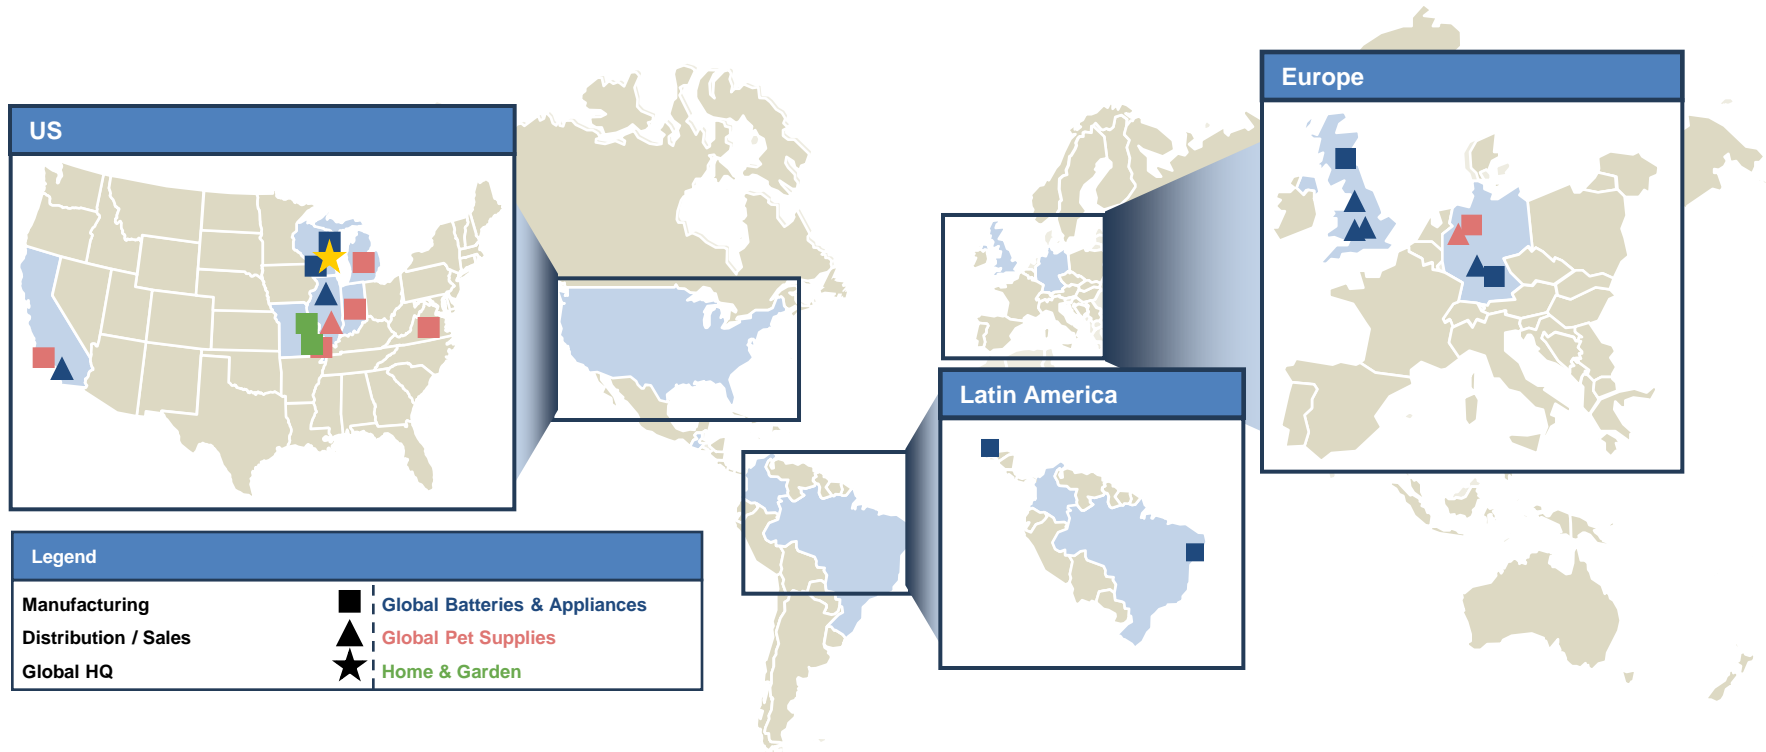 US
Europe
Latin America
Legend
Manufacturing
Global Batteries & Appliances
Distribution / Sales
Global Pet Supplies
Global HQ
Home & Garden